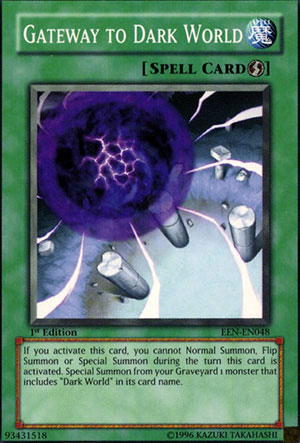 GATEWAY TO DARK WORLD 魔
[SPELL CARD]
1st Edition EEN-EN048
If you activate this card, you cannot Normal Summon, Flip
Summon or Special Summon during the turn this card is
activated. Special Summon from your Graveyard 1 monster that
includes "Dark World" in its card name.
93431518 ©1996 KAZUKI TAKAHASHI